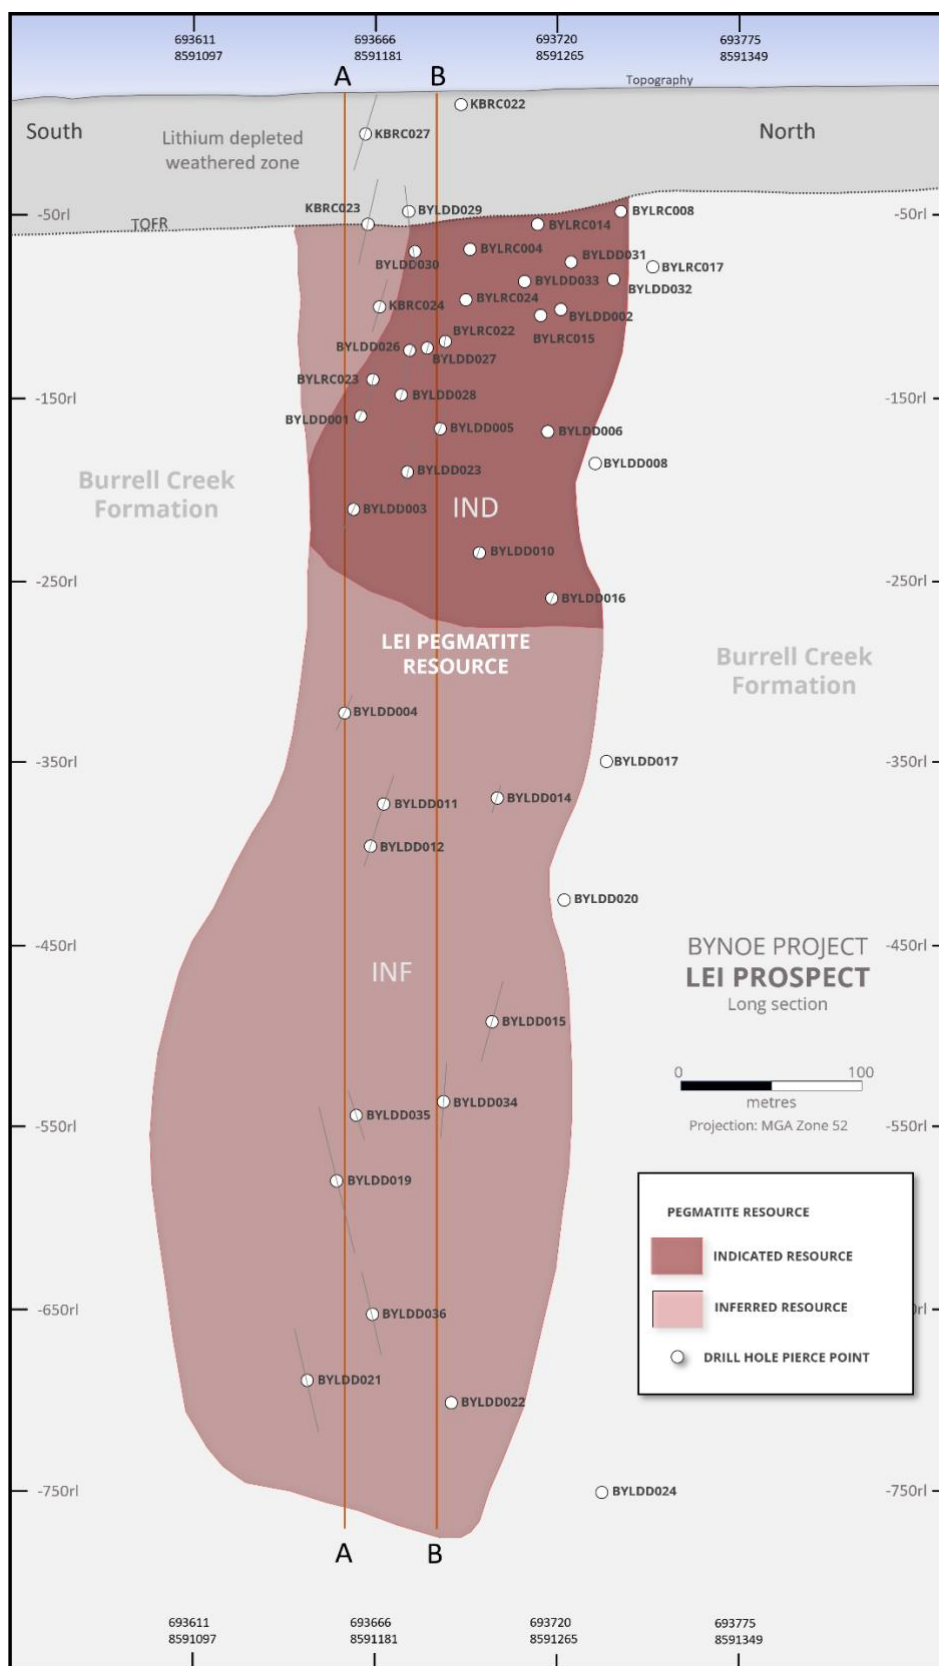 693611
8591097
693666
8591181
693720
8591265
693775
8591349
A
B
Topography
KBRC022
South
KBRC027
North
Lithium depleted
weathered zone
KBRC023
BYLDD029
BYLRC008
-50rl
-50rl
TOFR
BYLRC014
BYLRC004
BYLDD030
BYLDD031
BYLRC017
BYLDD033
BYLDD032
KBRC024
BYLRC024
BYLDD002
BYLRC015
BYLRC022
BYLDD026
BYLDD027
BYLRC023
BYLDD028
-150rl
-150rl
BYLDD001
BYLDD005
BYLDD006
BYLDD023
BYLDD008
Burrell Creek
Formation
BYLDD003
IND
BYLDD010
-250rl
-250rl
BYLDD016
LEI PEGMATITE
RESOURCE
Burrell Creek
Formation
BYLDD004
-350rl
BYLDD017
-350rl
BYLDD011
BYLDD014
BYLDD012
BYLDD020
-450rl
BYNOE PROJECT
-450rl
LEI PROSPECT
Long section
INF
BYLDD015
0
100
metres
Projection: MGA Zone 52
BYLDD034
BYLDD035
-550rl
-550rl
BYLDD019
PEGMATITE RESOURCE
INDICATED RESOURCE
INFERRED RESOURCE
DRILL HOLE PIERCE POINT
-650rl
BYLDD036
BYLDD021
BYLDD022
-750rl
BYLDD024
-750rl
A
B
693611
8591097
693666
8591181
693720
8591265
693775
8591349